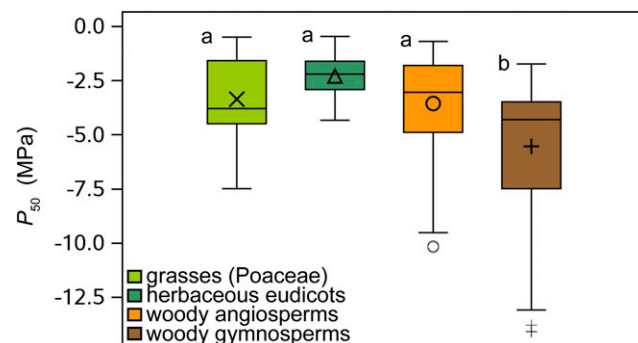 0.0
-2.5
-5.0
-7.5
-10.0
-12.5
P50 (MPa)
a
a
a
b
grasses (Poaceae)
herbaceous eudicots
woody angiosperms
woody gymnosperms